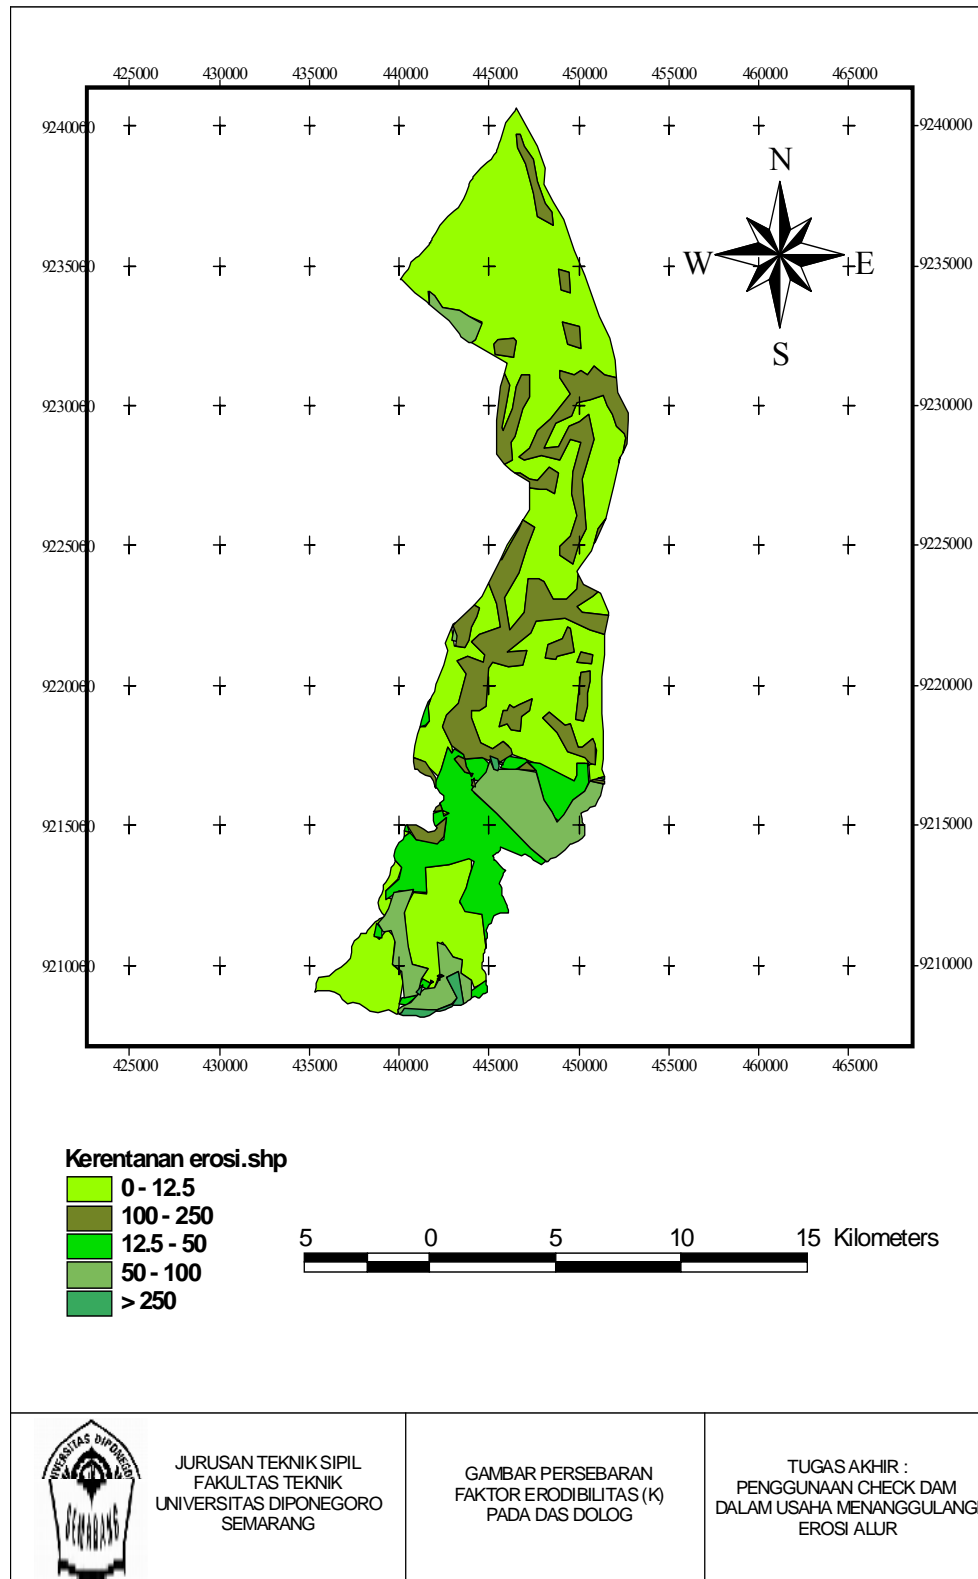 425000 430000 435000 440000 445000 450000 455000 460000 465000
9240000 9240000
N
W E
S
9235000 9235000
9230000 9230000
9225000 9225000
9220000 9220000
9215000 9215000
9210000 9210000
425000 430000 435000 440000 445000 450000 455000 460000 465000
Kerentanan erosi.shp
0 - 12.5
100 - 250
12.5 - 50
50 - 100
> 250
5 0 5 10 15 Kilometers
UNIVERSITAS DIPONEGORO
SEMARANG
JURUSAN TEKNIK SIPIL
FAKULTAS TEKNIK
UNIVERSITAS DIPONEGORO
SEMARANG
GAMBAR PERSEBARAN
FAKTOR ERODIBILITAS (K)
PADA DAS DOLOG
TUGAS AKHIR :
PENGGUNAAN CHECK DAM
DALAM USAHA MENANGGULANGI
EROSI ALUR